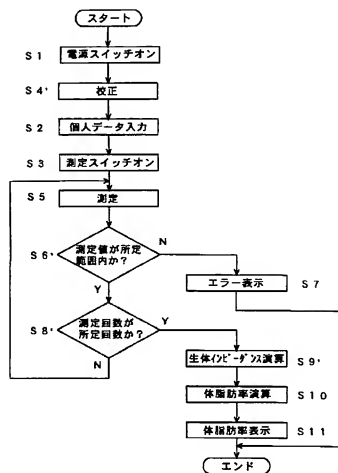 スタート
S1 電源スイッチオン
S4' 校正
S2 個人データ入力
S3 測定スイッチオン
S5 測定
S6' 測定値が所定
範囲内か?
N
Y
エラー表示 S7
S8' 測定回数が
所定回数か?
Y
N
生体インピーダンス演算 S9'
体脂肪率演算 S10
体脂肪率表示 S11
エンド